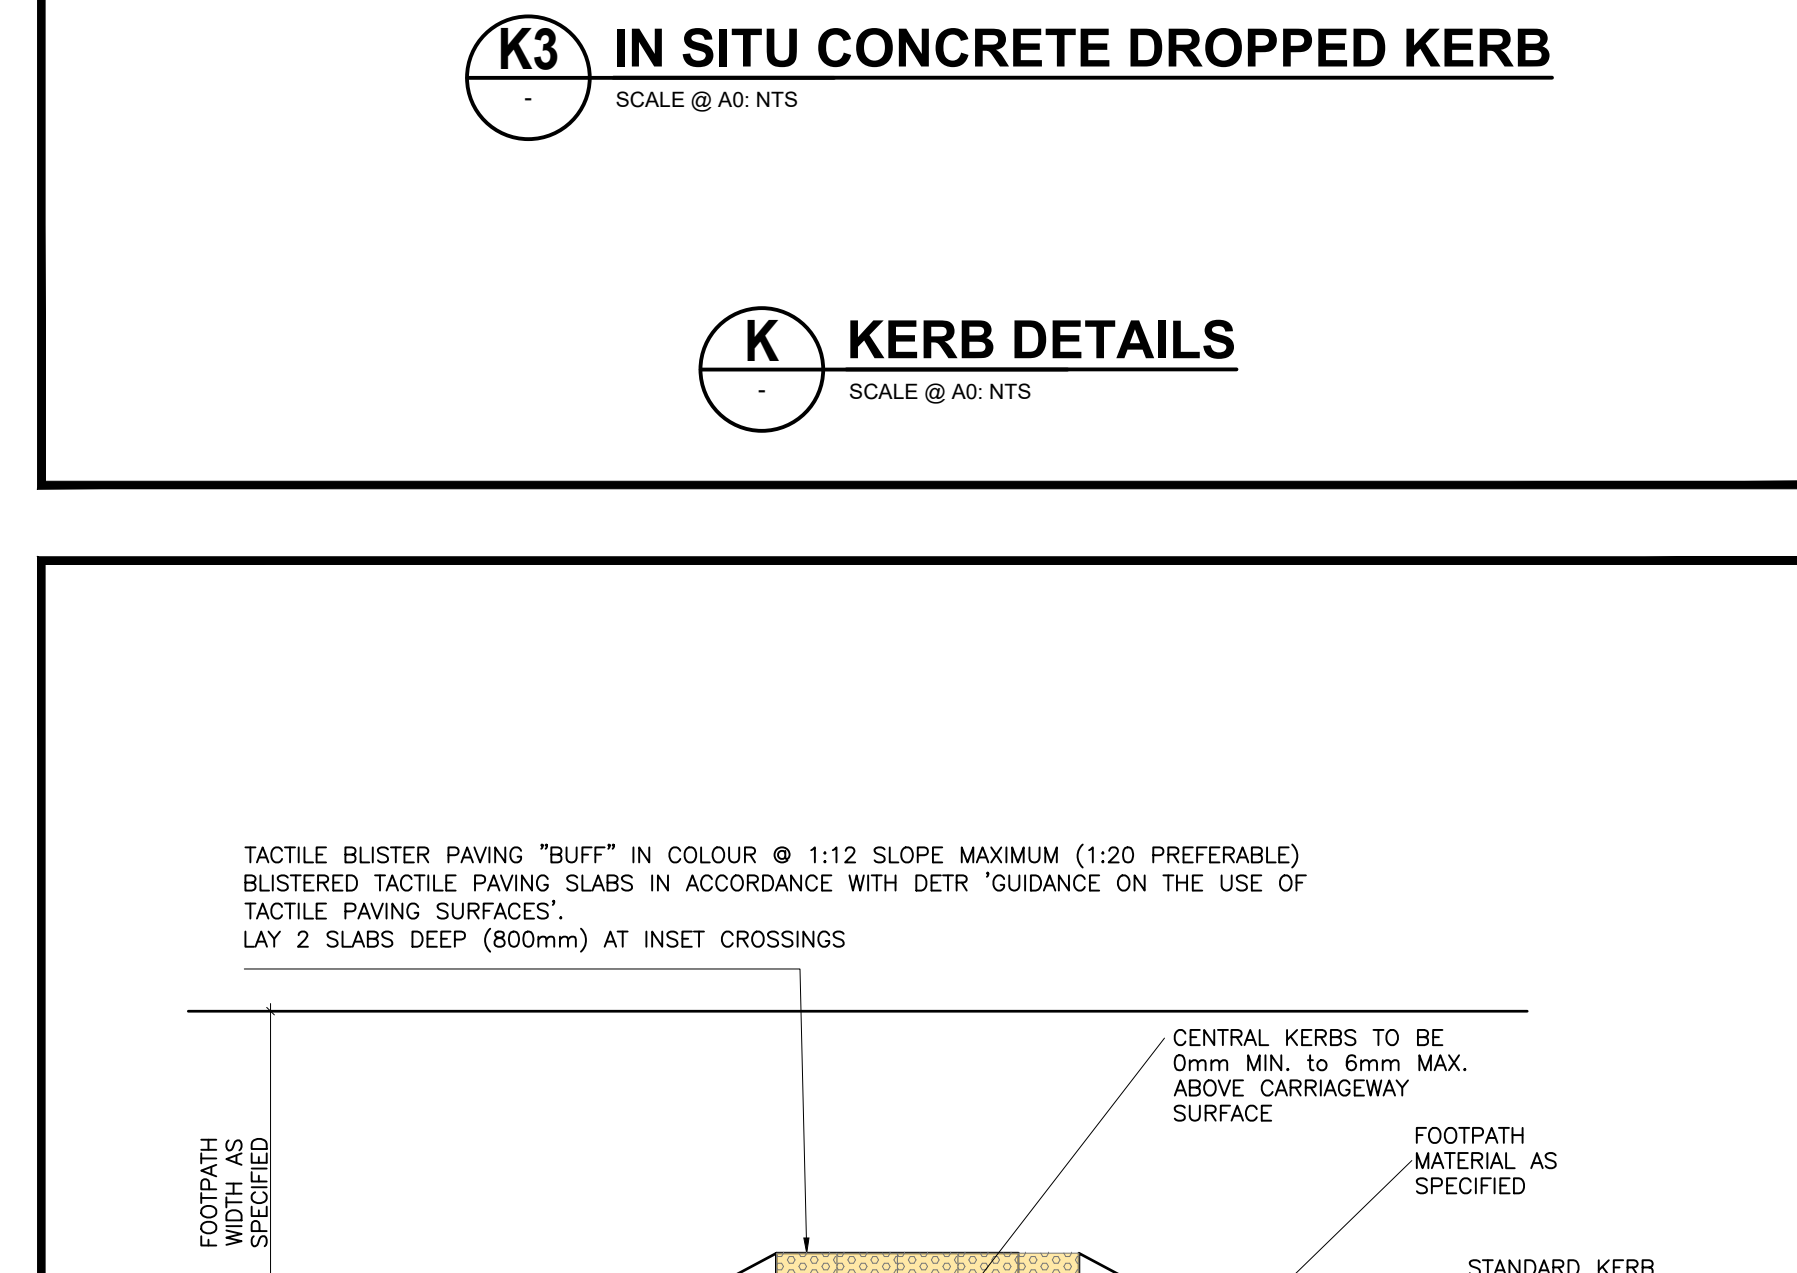 K3
-
IN SITU CONCRETE DROPPED KERB
SCALE @ A0: NTS
K
-
KERB DETAILS
SCALE @ A0: NTS
TACTILE BLISTER PAVING "BUFF" IN COLOUR @ 1:12 SLOPE MAXIMUM (1:20 PREFERABLE)
BLISTERED TACTILE PAVING SLABS IN ACCORDANCE WITH DETR 'GUIDANCE ON THE USE OF
TACTILE PAVING SURFACES'.
LAY 2 SLABS DEEP (800mm) AT INSET CROSSINGS
CENTRAL KERBS TO BE
0mm MIN. to 6mm MAX.
ABOVE CARRIAGEWAY
SURFACE
FOOTPATH
MATERIAL AS
SPECIFIED
FOOTPATH
WIDTH AS
SPECIFIED
STANDARD KERB